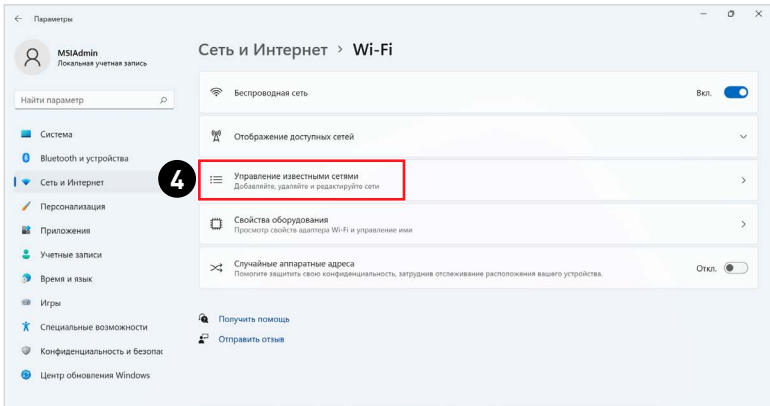 Параметры
MSIAdmin
Локальная учетная запись
Найти параметр
Система
Bluetooth и устройства
Сеть и Интернет
Персонализация
Приложения
Учетные записи
Время и язык
Игры
Специальные возможности
Конфиденциальность и безопас
Центр обновления Windows
Сеть и Интернет > Wi-Fi
Беспроводная сеть
Вкл.
Отображение доступных сетей
4
Управление известными сетями
Добавляйте, удаляйте и редактируйте сети
Свойства оборудования
Просмотр свойств адаптера Wi-Fi и управление ими
Случайные аппаратные адреса
Помогите защитить свою конфиденциальность, затруднив отслеживание расположения вашего устройства.
Откл.
Получить помощь
Отправить отзыв